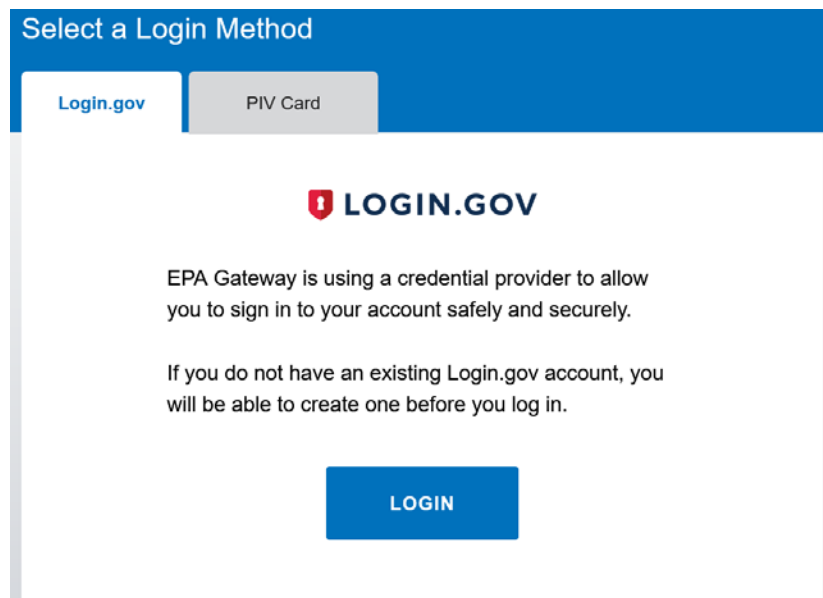 Select a Login Method
Login.gov
PIV Card
LOGIN.GOV
EPA Gateway is using a credential provider to allow
you to sign in to your account safely and securely.
If you do not have an existing Login.gov account, you
will be able to create one before you log in.
LOGIN